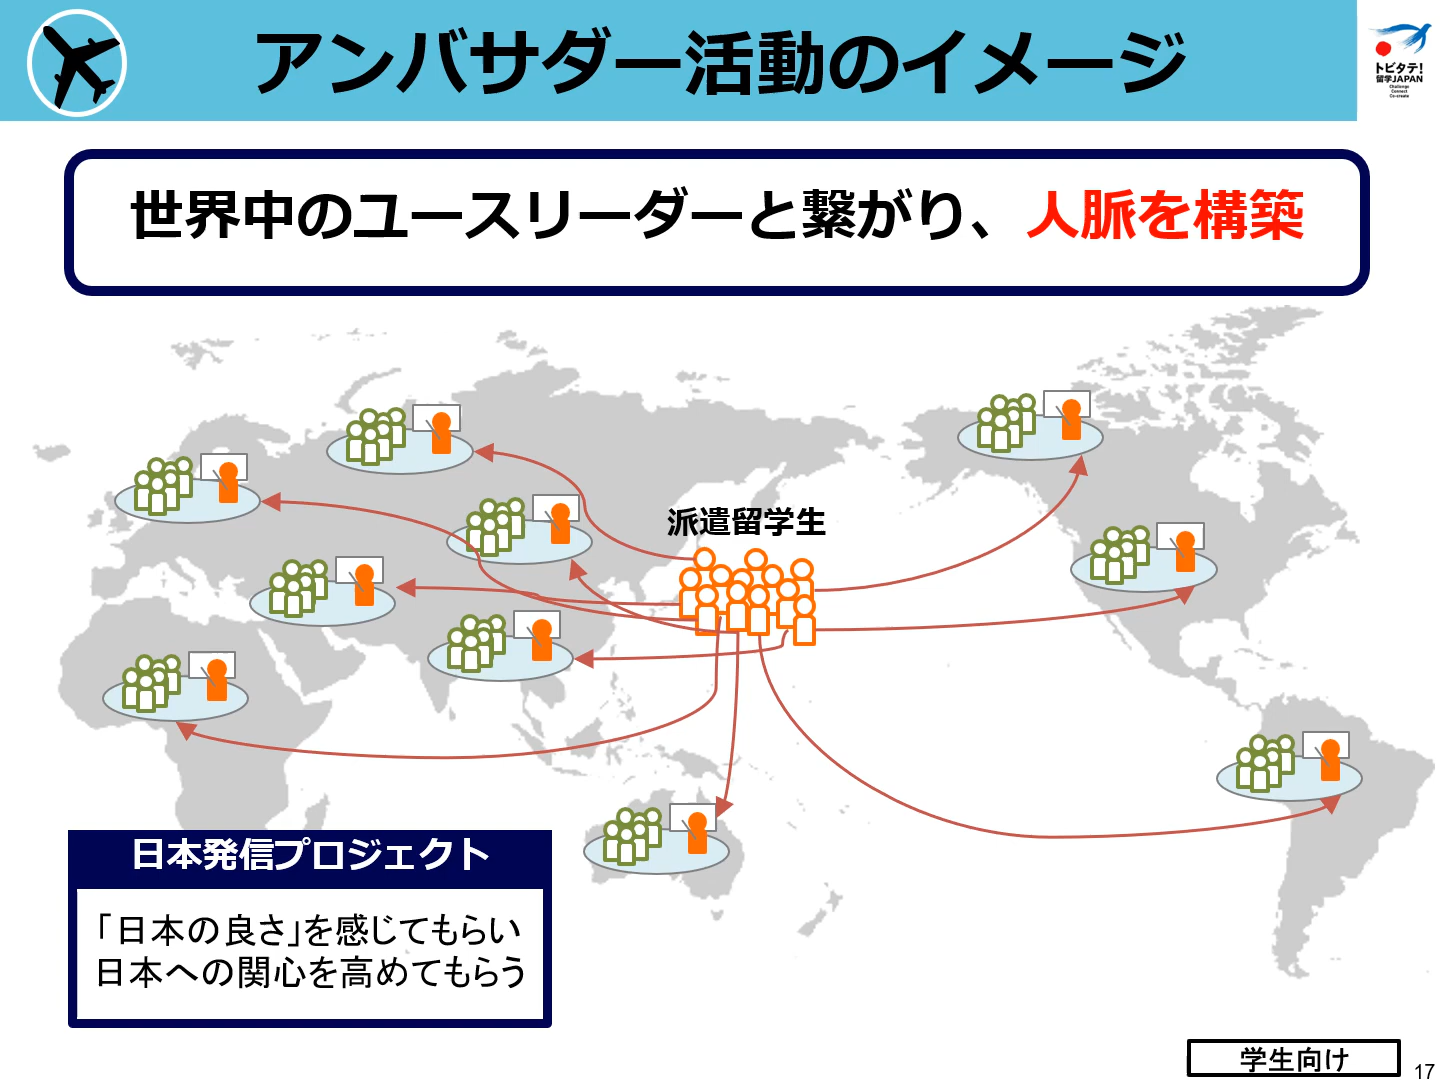 アンバサダー活動のイメージ
トビタテ!
留学JAPAN
Challenge
Connect
Co-create
世界中のユースリーダーと繋がり、人脈を構築
派遣留学生
日本発信プロジェクト
「日本の良さ」を感じてもらい
日本への関心を高めてもらう
学生向け
17